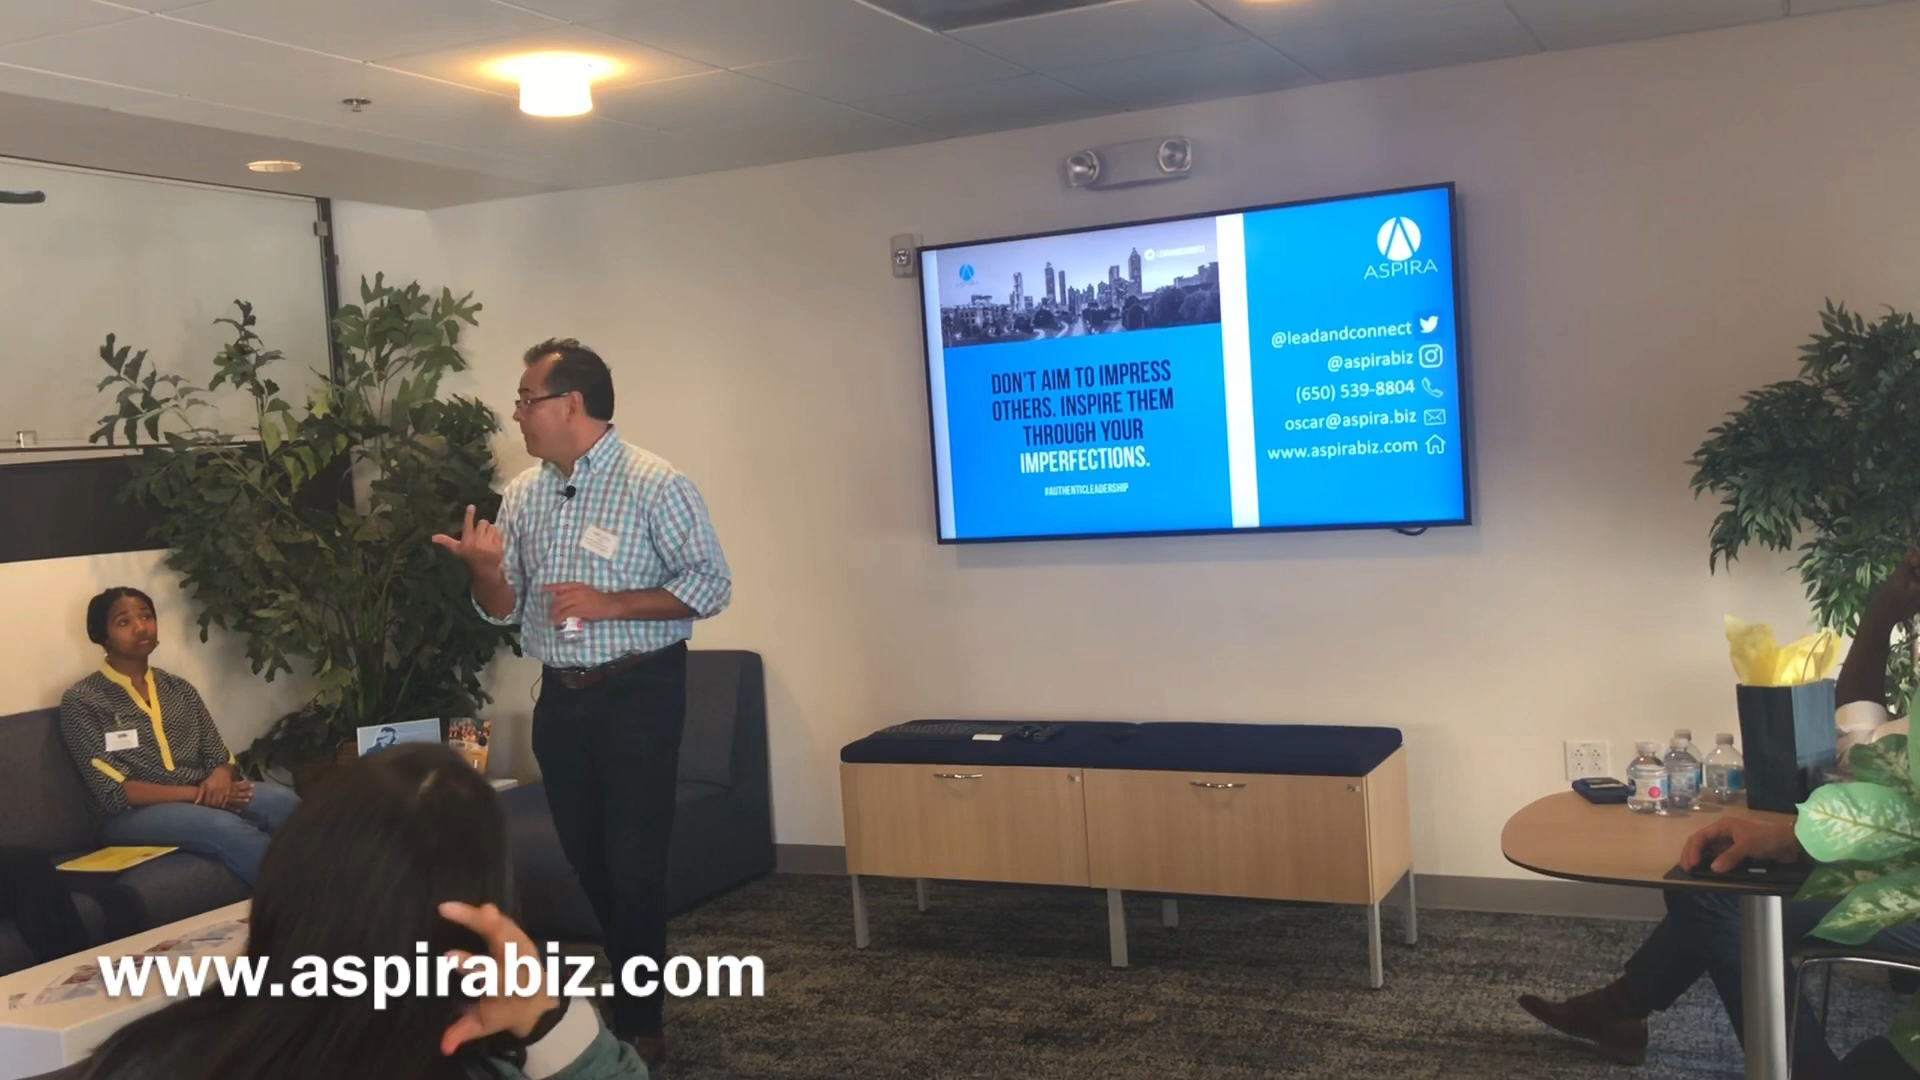 ASPIRA
DON'T AIM TO IMPRESS
OTHERS. INSPIRE THEM
THROUGH YOUR
IMPERFECTIONS.
#AUTHENTICLEADERSHIP
ASPIRA
@leadandconnect
@aspirabiz
(650) 539-8804
oscar@aspira.biz
www.aspirabiz.com
www.aspirabiz.com